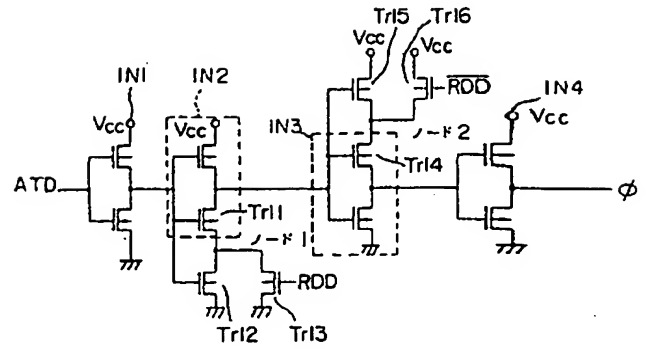 Tr15 Tr16
Vcc Vcc
IN1 IN2 IN4
Vcc Vcc RDD Vcc
IN3 ノード2
ATD Tr14 φ
Tr11
ノード1
RDD
Tr12 Tr13